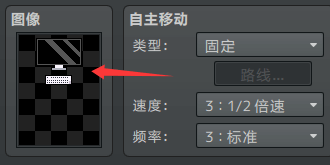 图像
自主移动
类型： 固定
路线...
速度： 3：1/2 倍速
频率： 3：标准